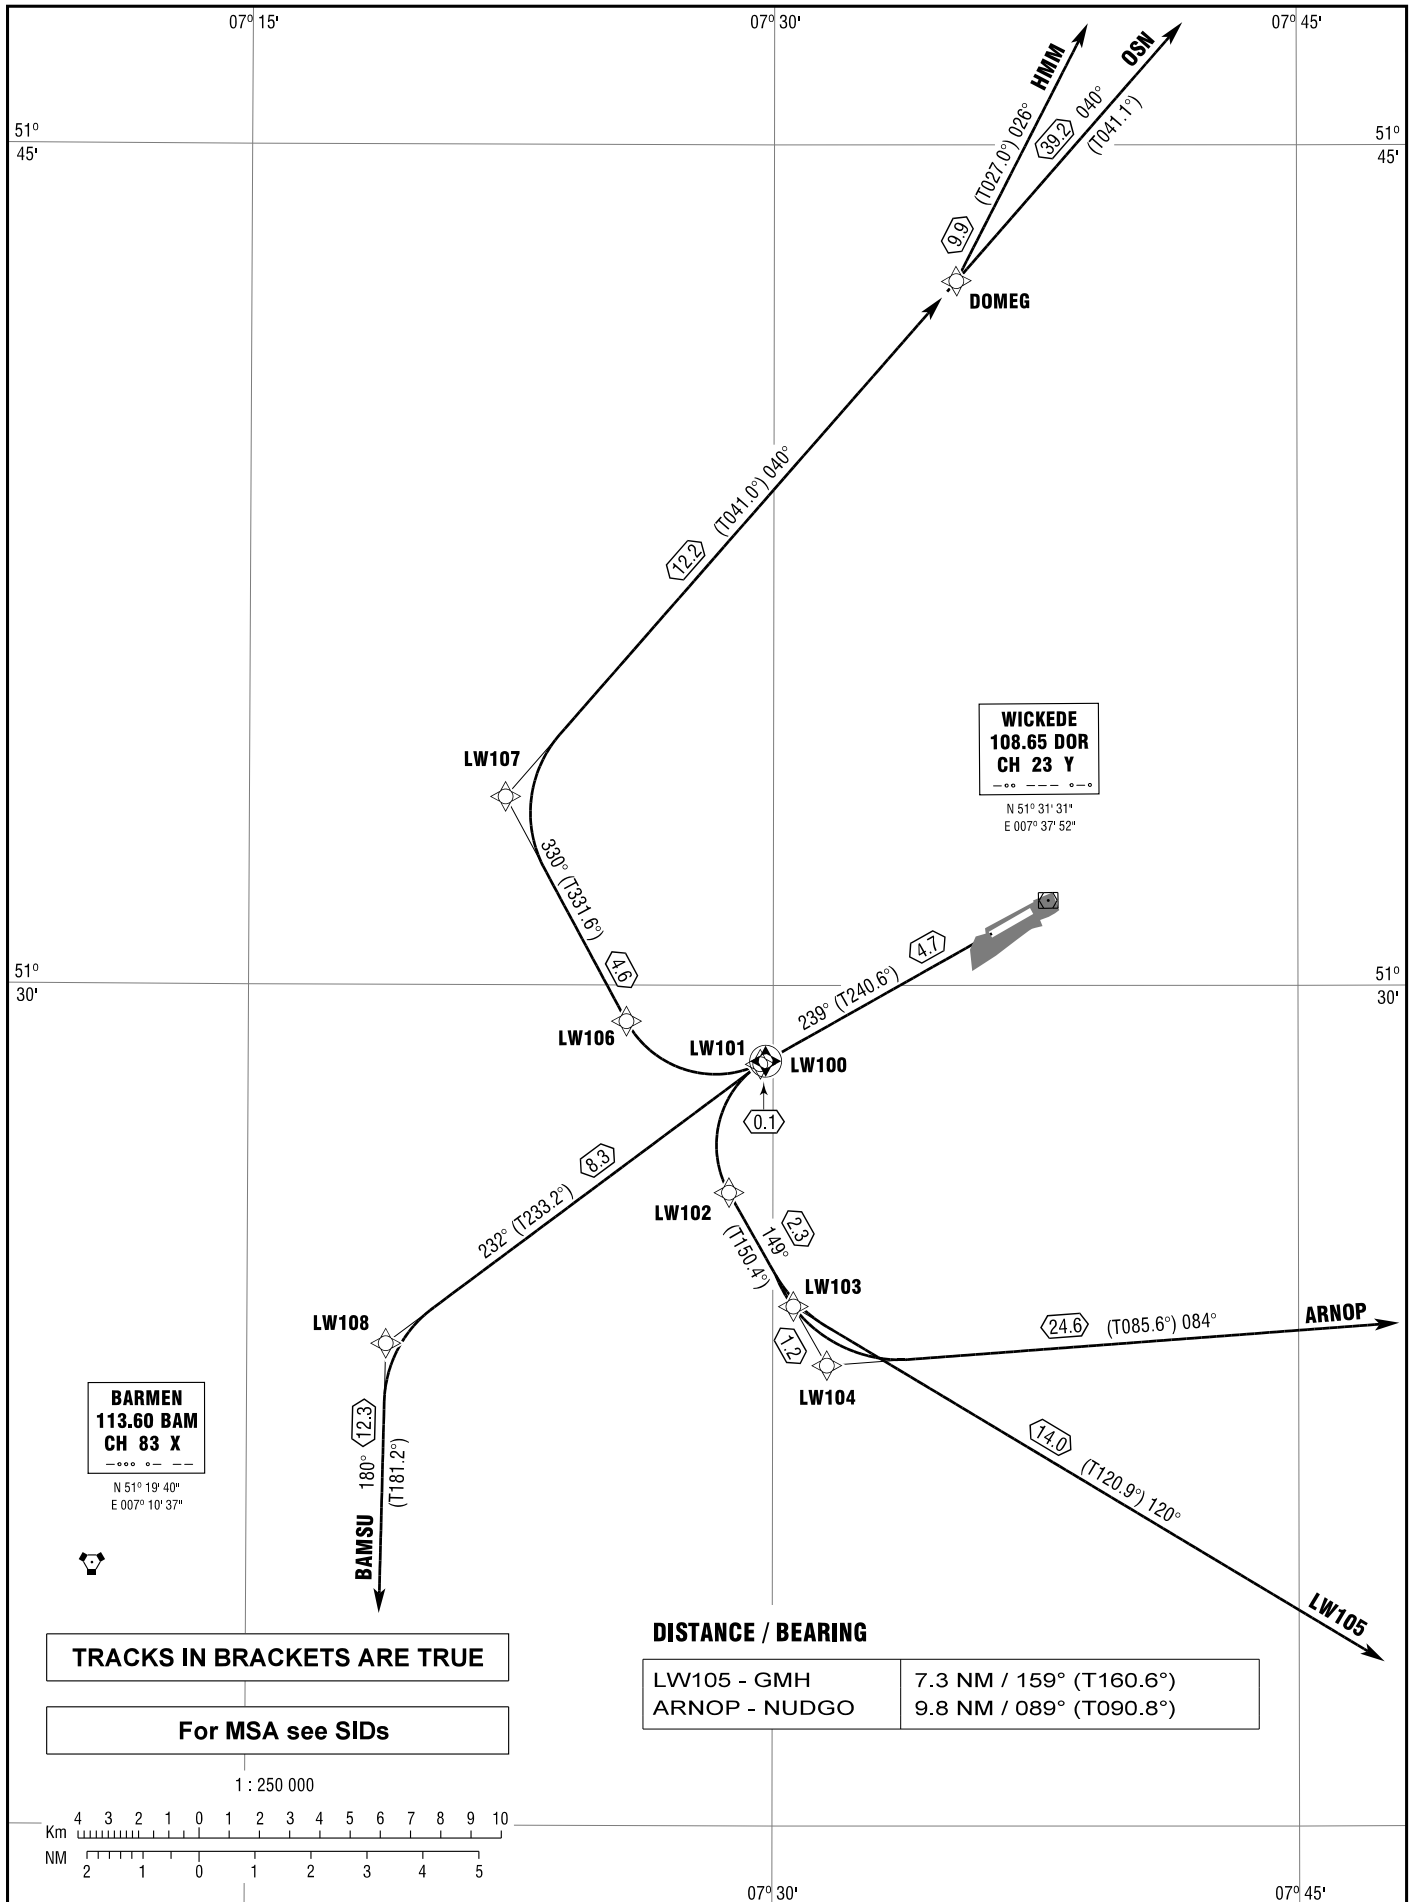 07° 15'
07° 30'
07° 45'
HMM
OSN
(T027.0°) 026°
39.2
040°
(T041.1°)
51°
45'
51°
45'
9.9
DOMEG
(T041.0°) 040°
12.2
WICKEDE
108.65 DOR
CH 23 Y
N 51° 31' 31"
E 007° 37' 52"
LW107
330° (T331.6°)
4.6
4.7
239° (T240.6°)
51°
30'
51°
30'
LW106
LW101
LW100
0.1
8.3
232° (T233.2°)
LW102
2.3
149°
(T150.4°)
LW103
LW108
1.2
24.6
(T085.6°) 084°
ARNOP
LW104
BARMEN
113.60 BAM
CH 83 X
N 51° 19' 40"
E 007° 10' 37"
12.3
180°
(T181.2°)
BAMSU
14.0
(T120.9°) 120°
LW105
TRACKS IN BRACKETS ARE TRUE
For MSA see SIDs
DISTANCE / BEARING
LW105 - GMH 7.3 NM / 159° (T160.6°)
ARNOP - NUDGO 9.8 NM / 089° (T090.8°)
1 : 250 000
Km 4 3 2 1 0 1 2 3 4 5 6 7 8 9 10
NM 2 1 0 1 2 3 4 5
07° 30'
07° 45'